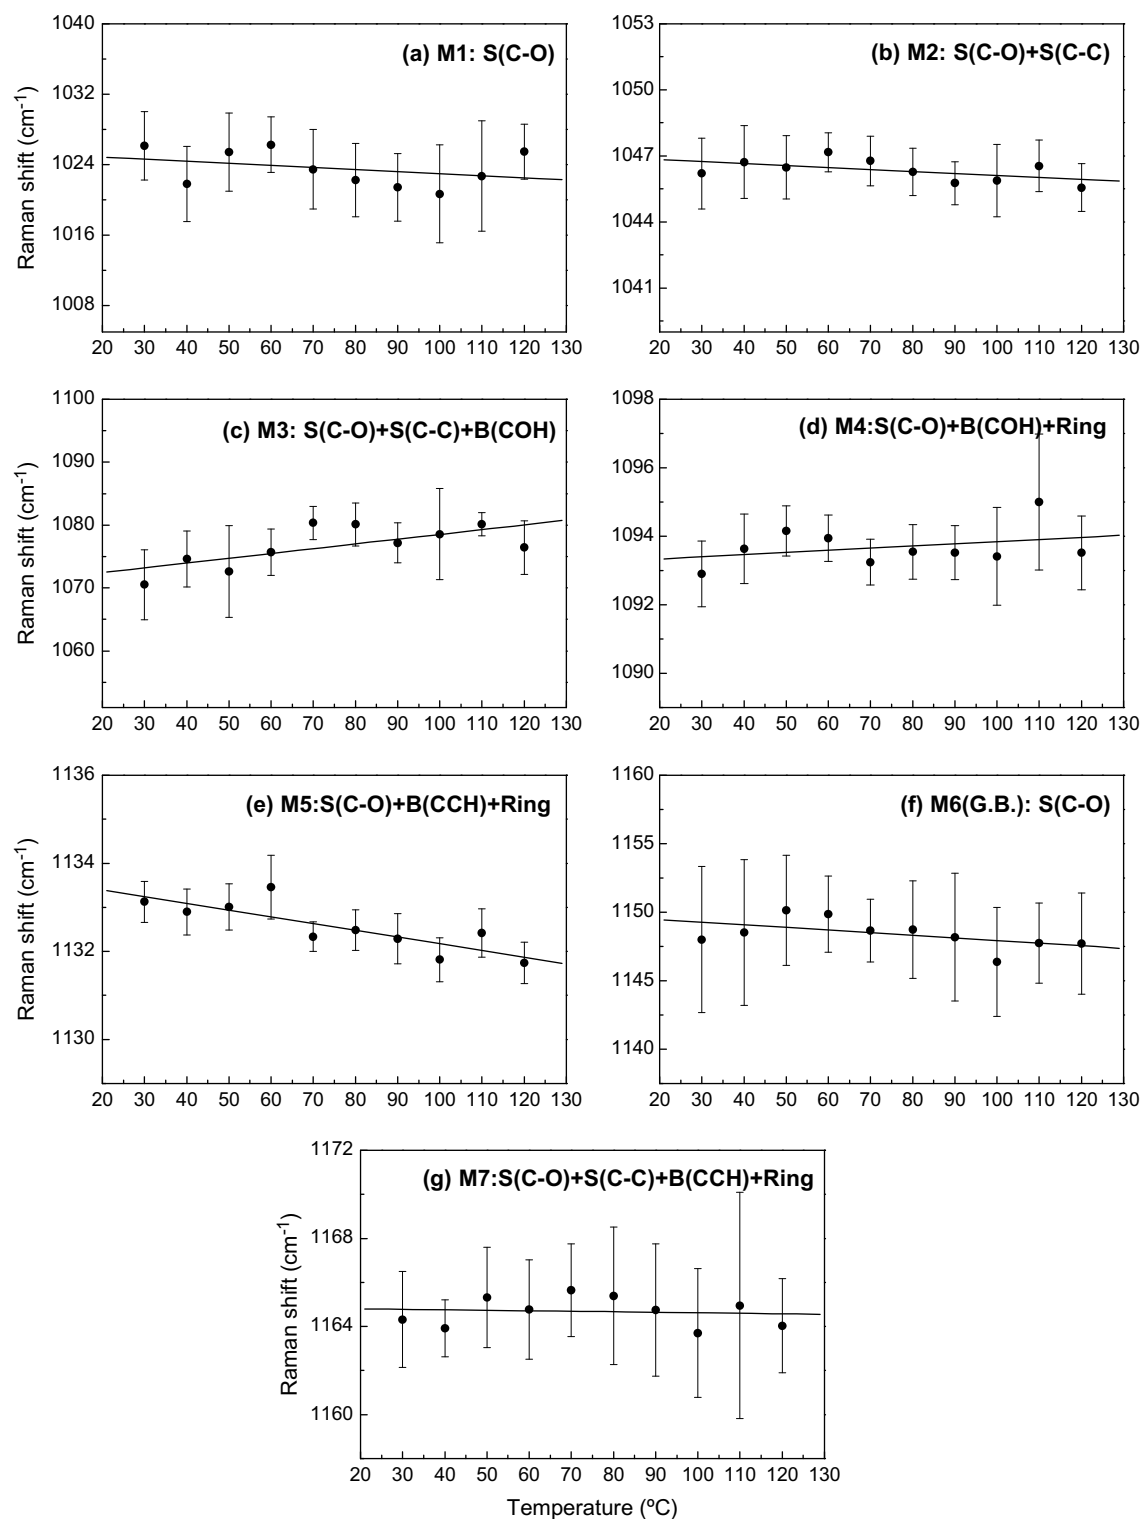 1040
1032
1024
1016
1008
Raman shift (cm-1)
(a) M1: S(C-O)
20 30 40 50 60 70 80 90 100 110 120 130
1053
1050
1047
1044
1041
(b) M2: S(C-O)+S(C-C)
20 30 40 50 60 70 80 90 100 110 120 130
1100
1090
1080
1070
1060
Raman shift (cm-1)
(c) M3: S(C-O)+S(C-C)+B(COH)
20 30 40 50 60 70 80 90 100 110 120 130
1098
1096
1094
1092
1090
(d) M4:S(C-O)+B(COH)+Ring
20 30 40 50 60 70 80 90 100 110 120 130
1136
1134
1132
1130
Raman shift (cm-1)
(e) M5:S(C-O)+B(CCH)+Ring
20 30 40 50 60 70 80 90 100 110 120 130
1160
1155
1150
1145
1140
(f) M6(G.B.): S(C-O)
20 30 40 50 60 70 80 90 100 110 120 130
1172
1168
1164
1160
Raman shift (cm-1)
(g) M7:S(C-O)+S(C-C)+B(CCH)+Ring
20 30 40 50 60 70 80 90 100 110 120 130
Temperature (ºC)